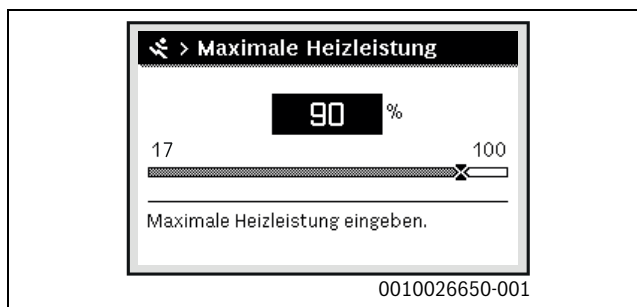 > Maximale Heizleistung
90 %
17 100
Maximale Heizleistung eingeben.
0010026650-001